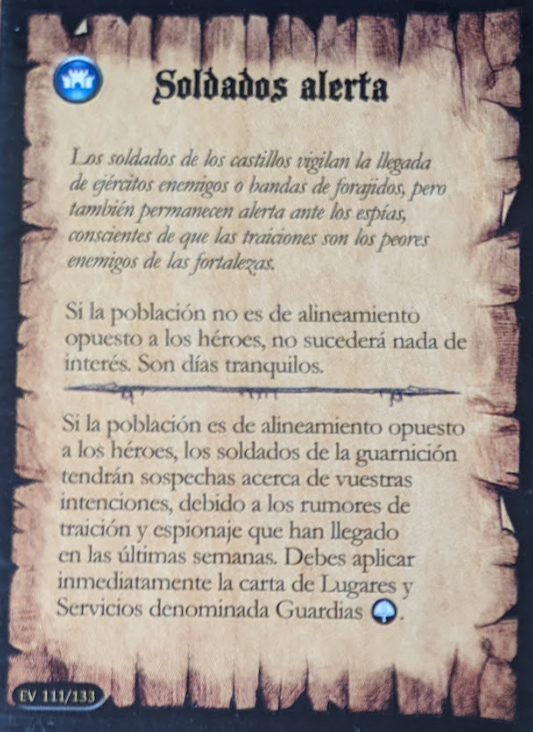 Soldados alerta
Los soldados de los castillos vigilan la llegada
de ejércitos enemigos o bandas de forajidos, pero
también permanecen alerta ante los espías,
conscientes de que las traiciones son los peores
enemigos de las fortalezas.
Si la población no es de alineamiento
opuesto a los héroes, no sucederá nada de
interés. Son días tranquilos.
Si la población es de alineamiento opuesto
a los héroes, los soldados de la guarnición
tendrán sospechas acerca de vuestras
intenciones, debido a los rumores de
traición y espionaje que han llegado
en las últimas semanas. Debes aplicar
inmediatamente la carta de Lugares y
Servicios denominada Guardias .
EV 111/133